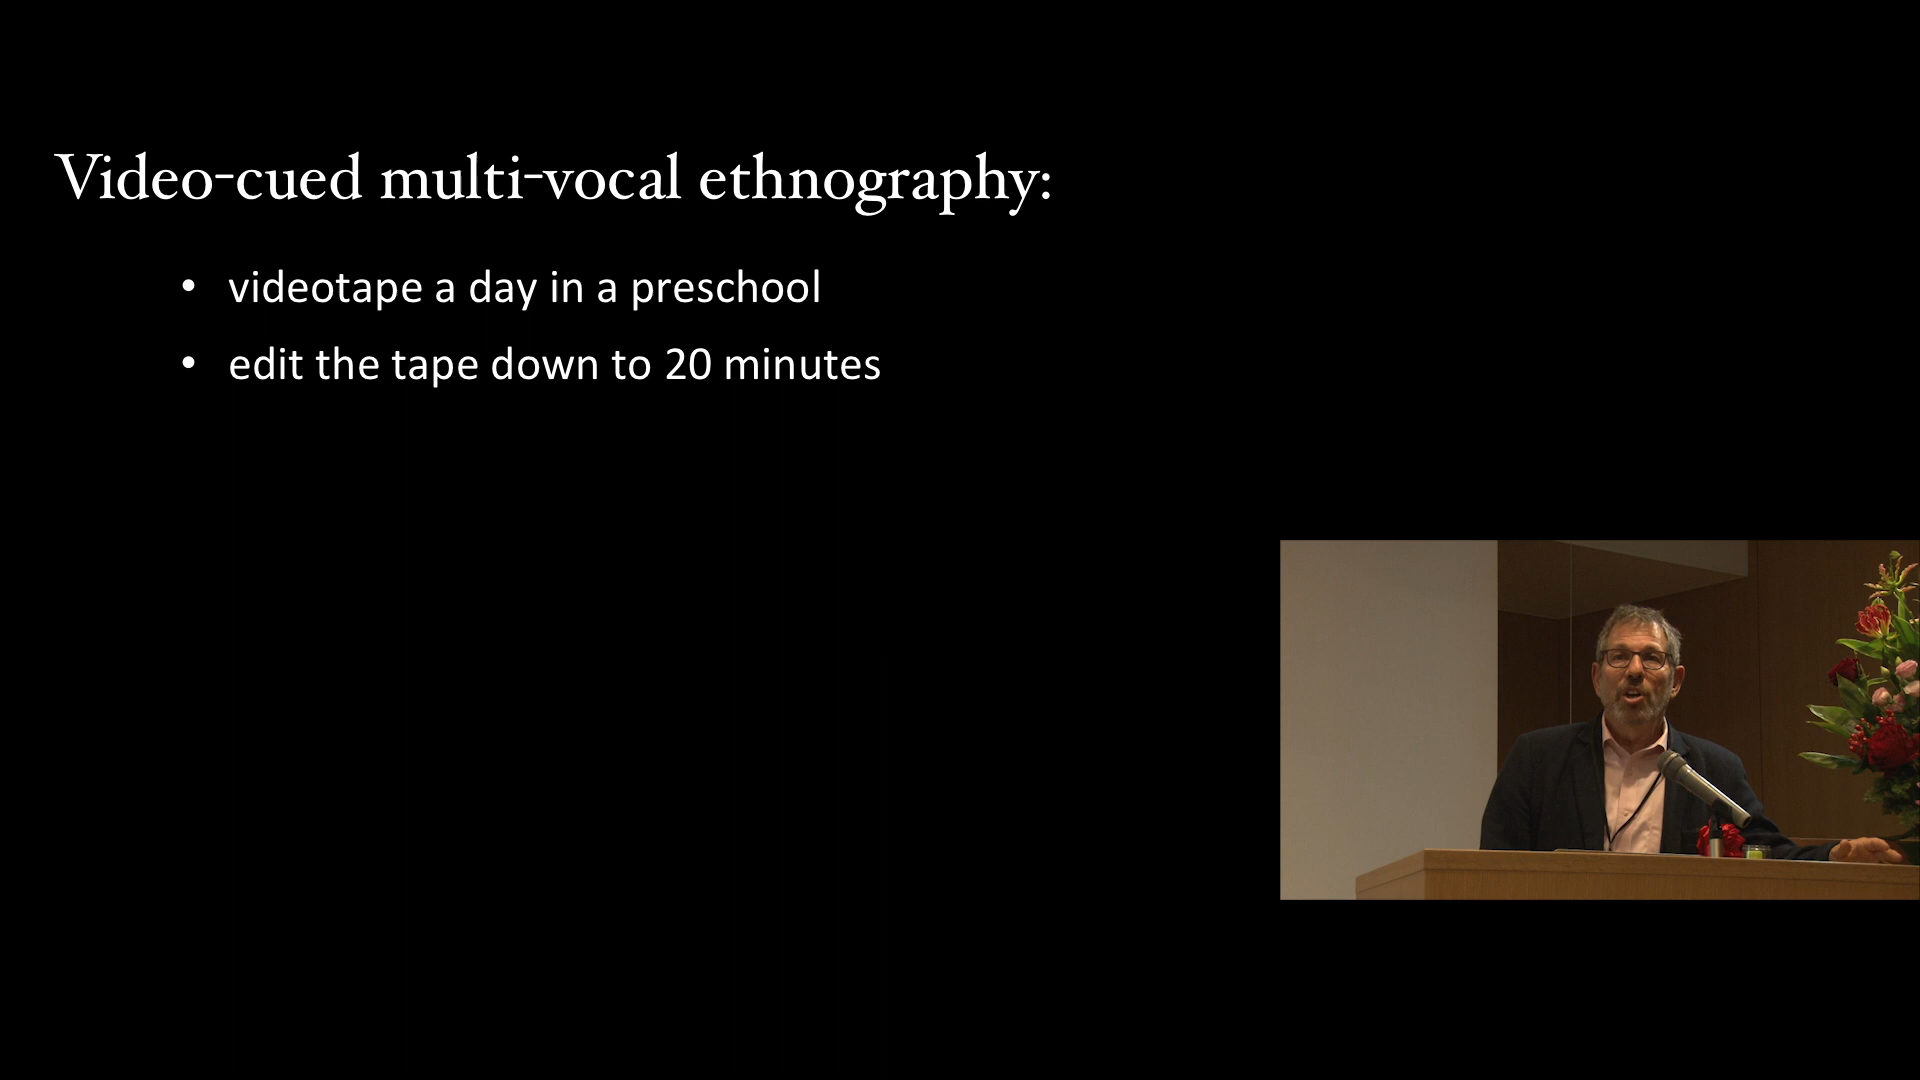 Video-cued multi-vocal ethnography:
• videotape a day in a preschool
• edit the tape down to 20 minutes